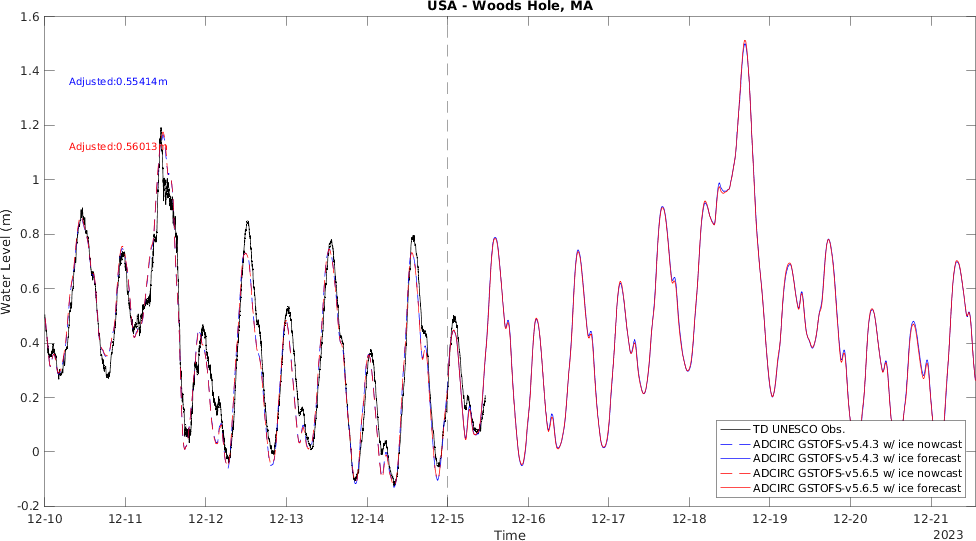 USA - Woods Hole, MA
1.6
1.4
1.2
1
0.8
0.6
0.4
0.2
0
-0.2
Water Level (m)
Adjusted:0.55414m
Adjusted:0.56013m
TD UNESCO Obs.
ADCIRC GSTOFS-v5.4.3 w/ ice nowcast
ADCIRC GSTOFS-v5.4.3 w/ ice forecast
ADCIRC GSTOFS-v5.6.5 w/ ice nowcast
ADCIRC GSTOFS-v5.6.5 w/ ice forecast
12-10 12-11 12-12 12-13 12-14 12-15 12-16 12-17 12-18 12-19 12-20 12-21
Time
2023